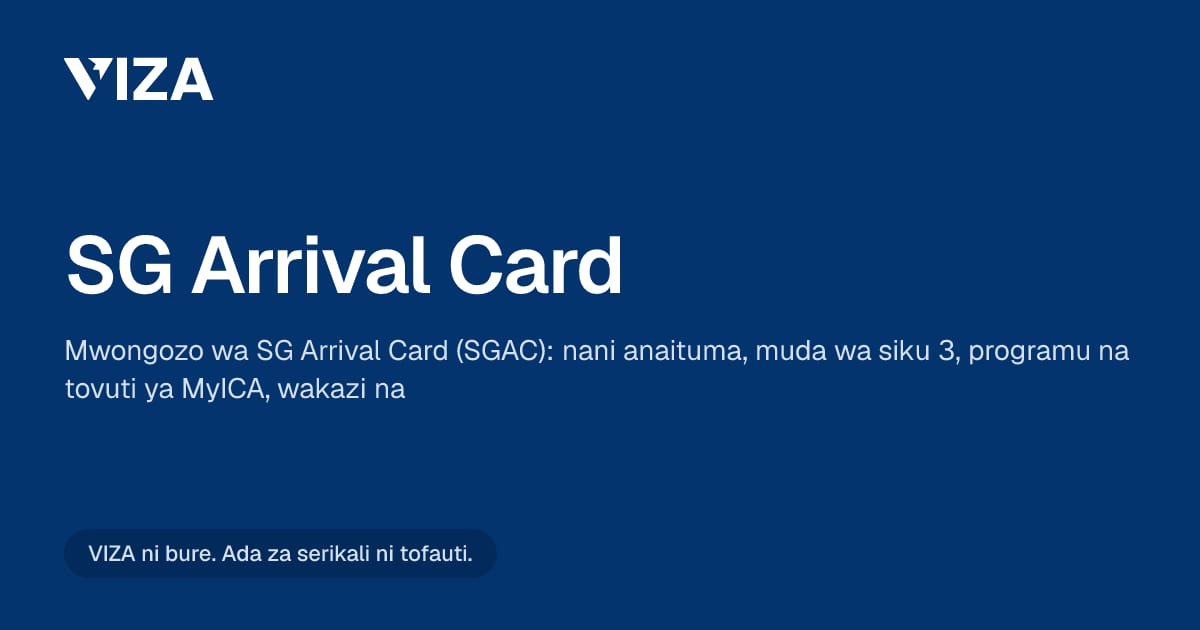 VIZA
SG Arrival Card
Mwongozo wa SG Arrival Card (SGAC): nani anaituma, muda wa siku 3, programu na
tovuti ya MyICA, wakazi na
VIZA ni bure. Ada za serikali ni tofauti.